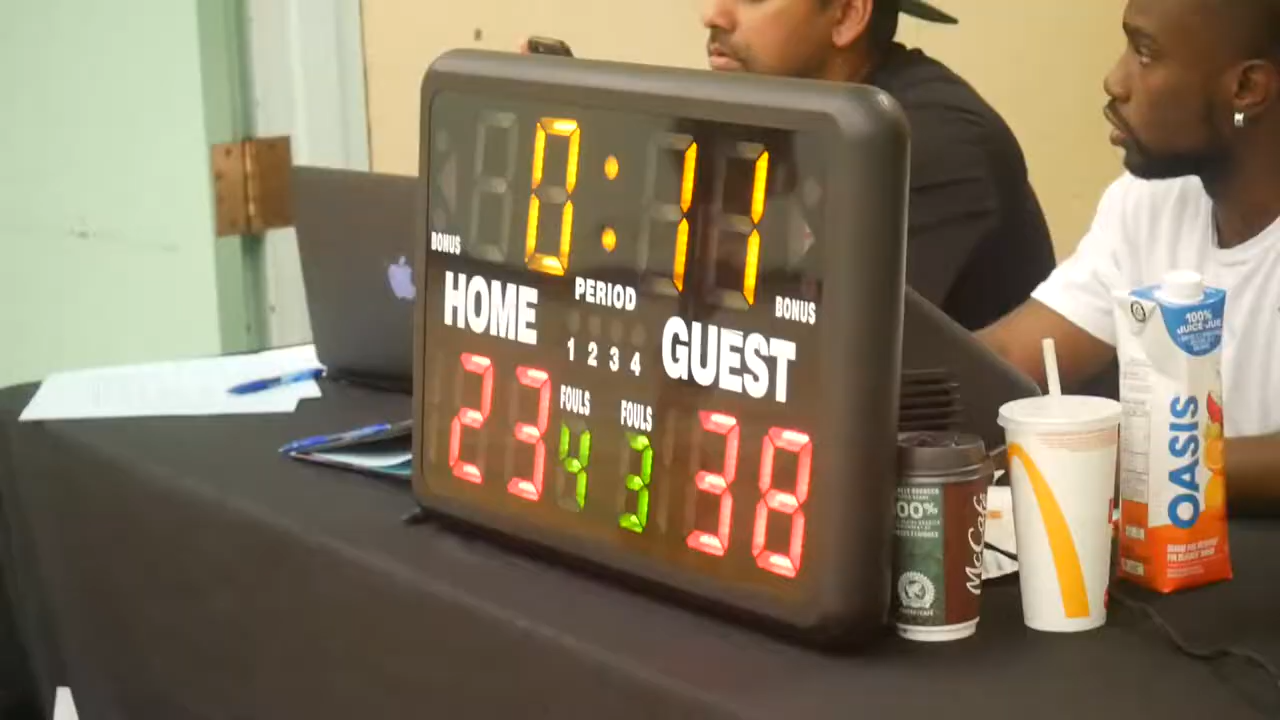 0:11
BONUS
PERIOD
BONUS
HOME
GUEST
1 2 3 4
FOULS
FOULS
23
4
3
38
100%
McCafé
100%
OASIS